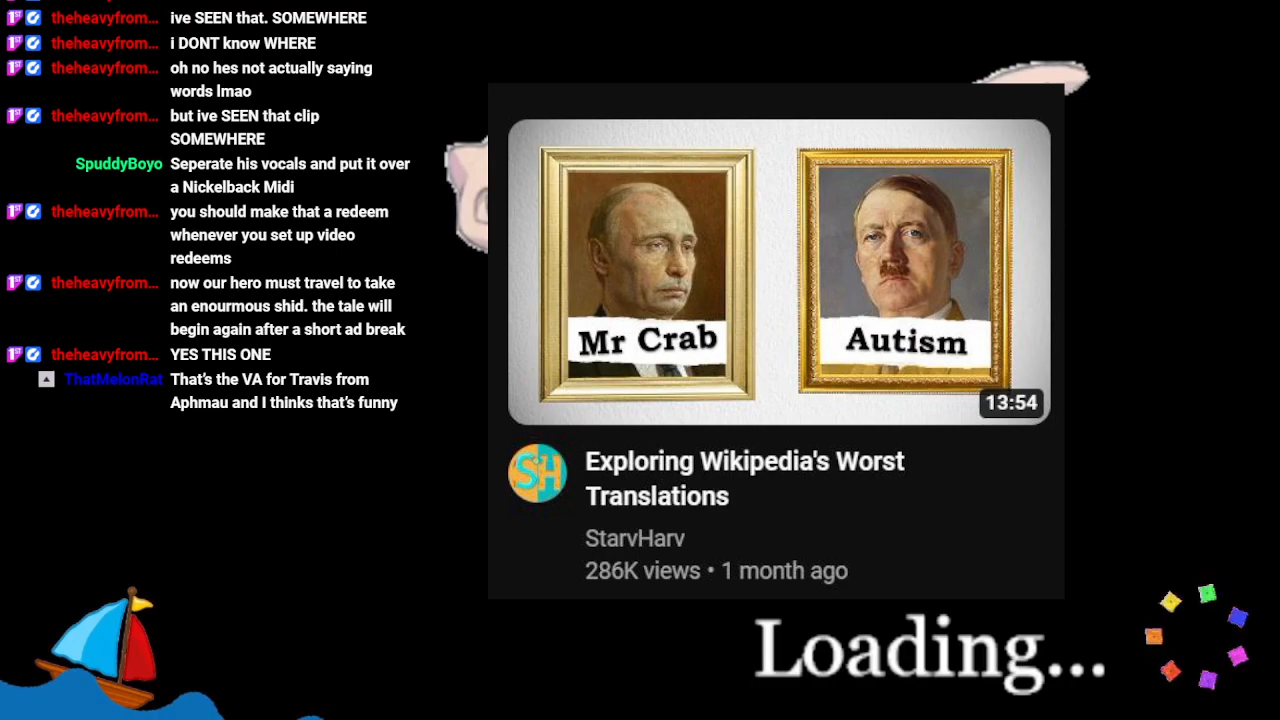 theheavyfrom... ive SEEN that. SOMEWHERE
theheavyfrom... i DONT know WHERE
theheavyfrom... oh no hes not actually saying
words lmao
theheavyfrom... but ive SEEN that clip
SOMEWHERE
SpuddyBoyo Seperate his vocals and put it over
a Nickelback Midi
theheavyfrom... you should make that a redeem
whenever you set up video
redeems
theheavyfrom... now our hero must travel to take
an enourmous shid. the tale will
begin again after a short ad break
theheavyfrom... YES THIS ONE
ThatMelonRat That's the VA for Travis from
Aphmau and I thinks that's funny
Mr Crab
Autism
13:54
SH
Exploring Wikipedia's Worst
Translations
StarvHarv
286K views • 1 month ago
Loading...